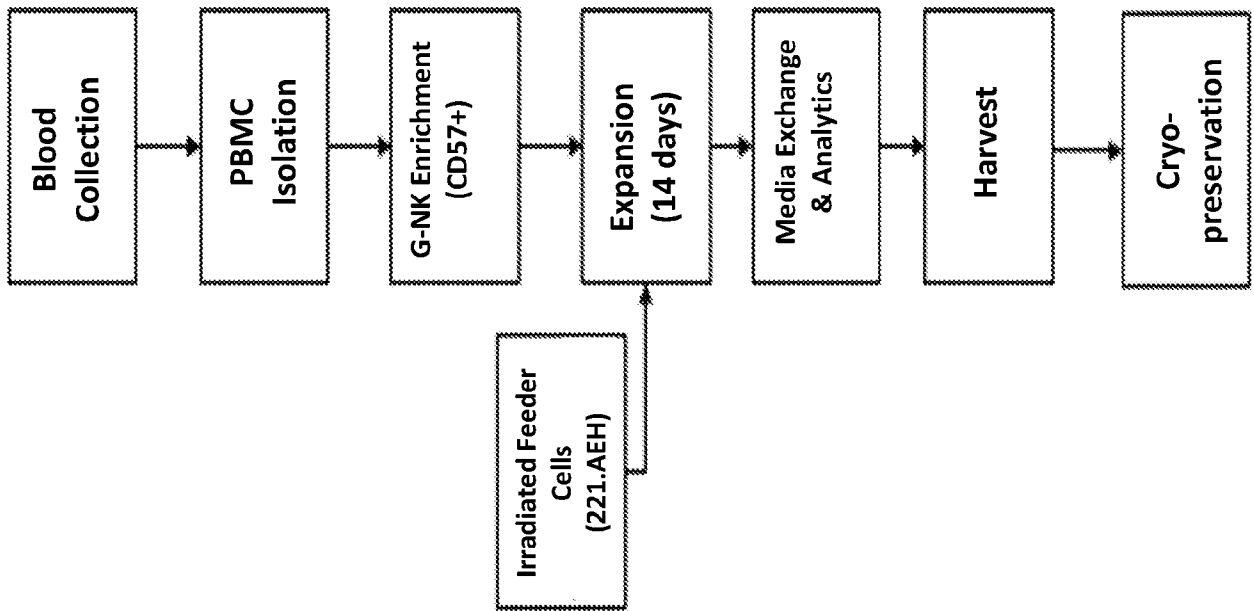 Blood
Collection
PBMC
Isolation
G-NK Enrichment
(CD57+)
Expansion
(14 days)
Media Exchange
& Analytics
Harvest
Cryo-
preservation
Irradiated Feeder
Cells
(221.AEH)